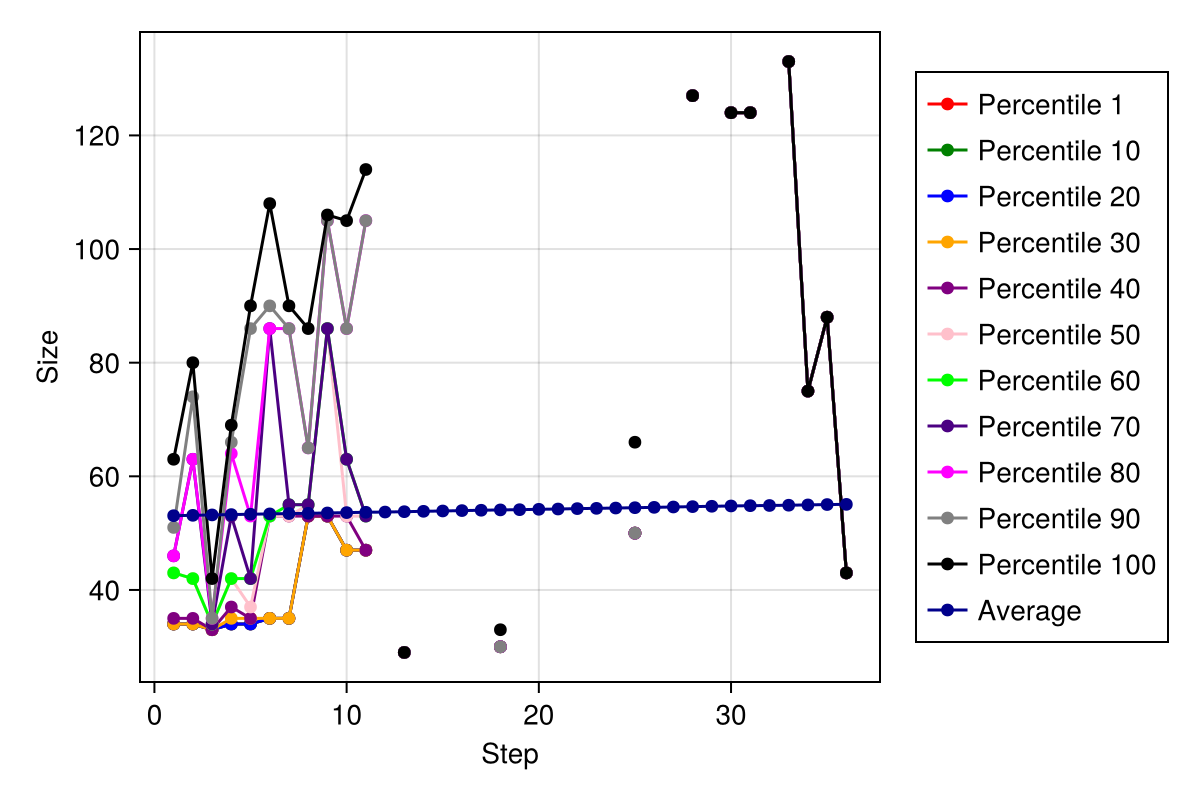 120
100
80
60
40
Size
0 10 20 30
Step
Percentile 1
Percentile 10
Percentile 20
Percentile 30
Percentile 40
Percentile 50
Percentile 60
Percentile 70
Percentile 80
Percentile 90
Percentile 100
Average